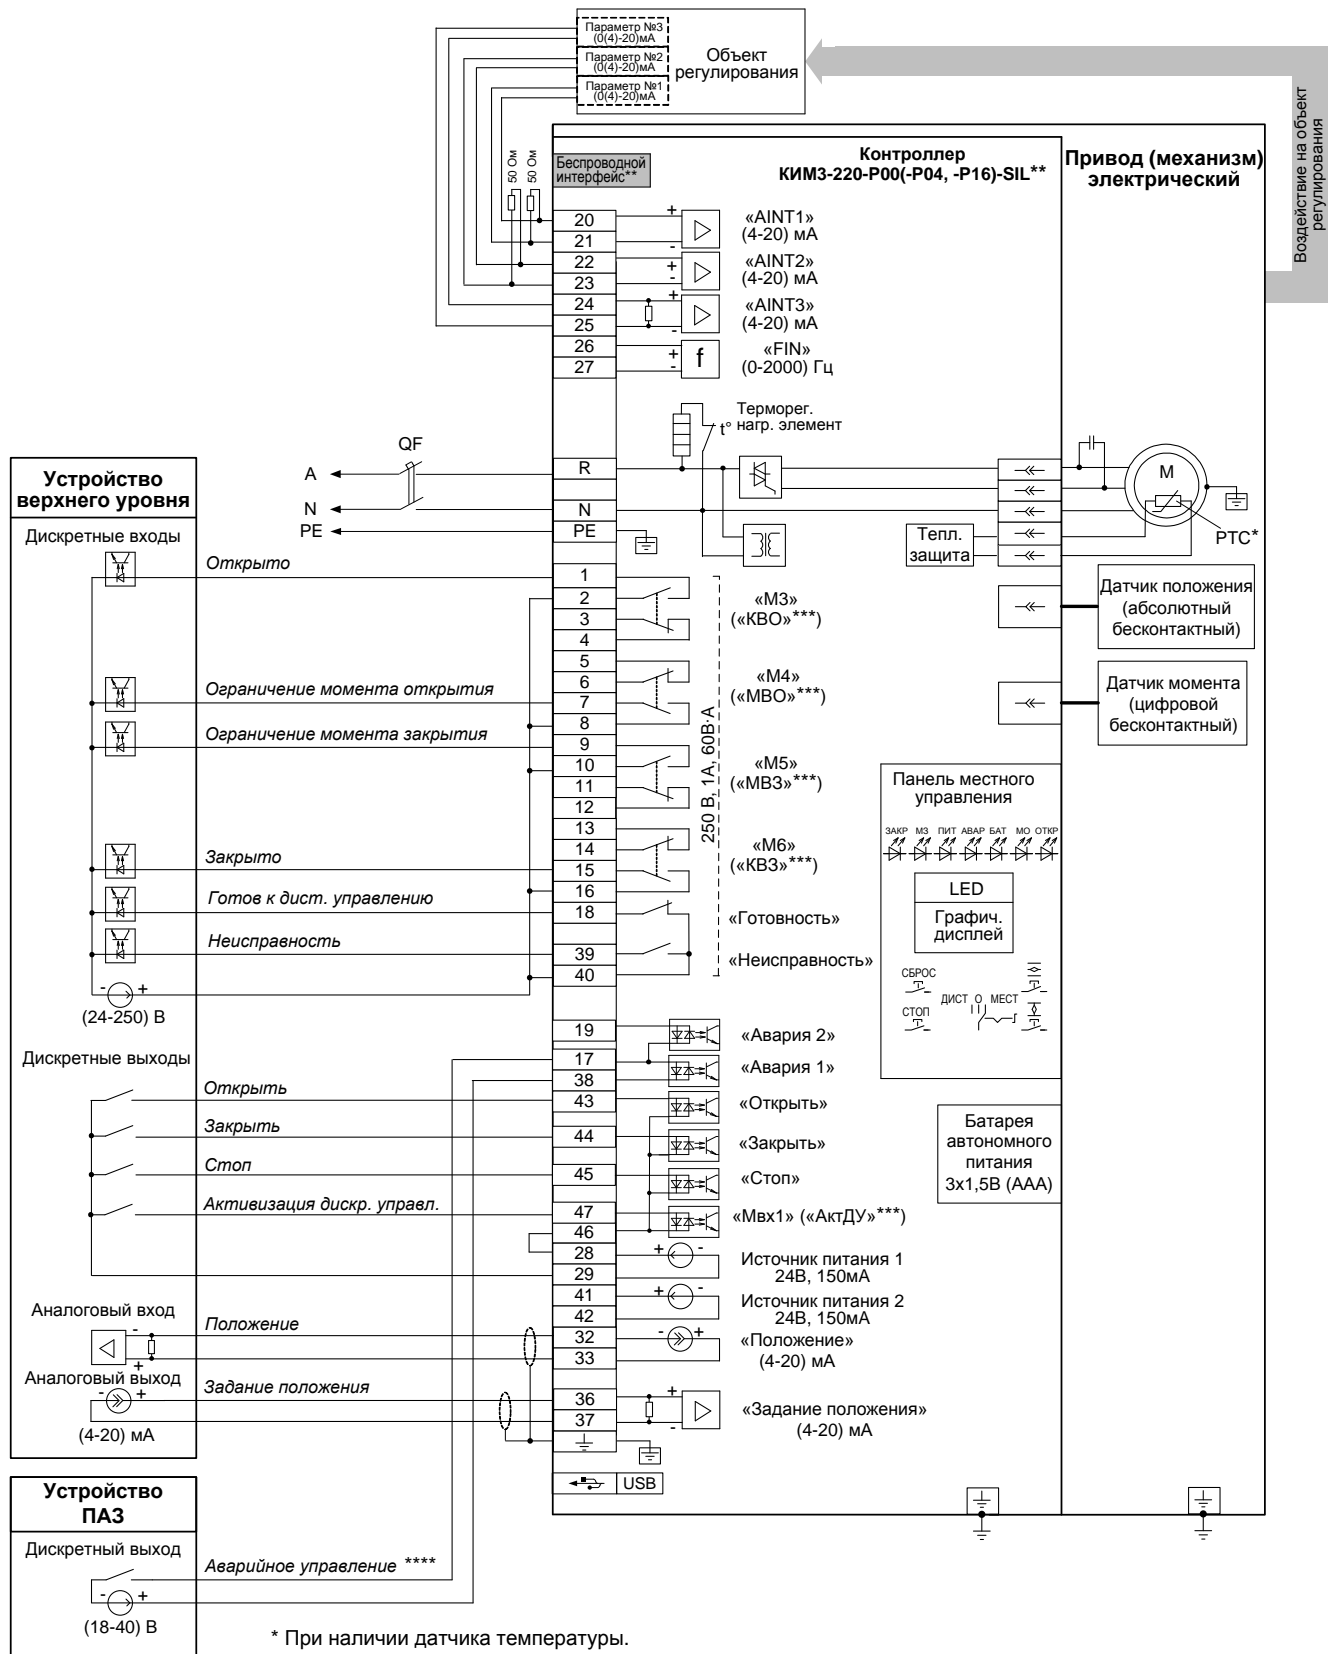 Параметр №3
(0(4)-20)мА
Параметр №2
(0(4)-20)мА
Параметр №1
(0(4)-20)мА
Объект
регулирования
Воздействие на объект
регулирования
50 Ом
50 Ом
Беспроводной
интерфейс**
Контроллер
КИМ3-220-Р00(-Р04, -Р16)-SIL**
Привод (механизм)
электрический
20
21
22
23
24
25
26
27
+
-
«AINT1»
(4-20) мА
+
-
«AINT2»
(4-20) мА
+
-
«AINT3»
(4-20) мА
+
-
f
«FIN»
(0-2000) Гц
t°
Терморег.
нагр. элемент
QF
A
N
PE
R
N
PE
Тепл.
защита
M
PTC*
Датчик положения
(абсолютный
бесконтактный)
Датчик момента
(цифровой
бесконтактный)
Устройство
верхнего уровня
Дискретные входы
Открыто
Ограничение момента открытия
Ограничение момента закрытия
Закрыто
Готов к дист. управлению
Неисправность
- +
(24-250) В
1
2
3
4
5
6
7
8
9
10
11
12
13
14
15
16
18
39
40
«М3»
(«КВО»***)
«М4»
(«МВО»***)
«М5»
(«МВЗ»***)
«М6»
(«КВЗ»***)
«Готовность»
«Неисправность»
250 В, 1А, 60В·А
Панель местного
управления
ЗАКР МЗ ПИТ АВАР БАТ МО ОТКР
LED
Графич.
дисплей
СБРОС
СТОП
ДИСТ О МЕСТ
Батарея
автономного
питания
3х1,5В (ААА)
Дискретные выходы
Открыть
Закрыть
Стоп
Активизация дискр. управл.
19
17
38
43
44
45
47
46
28
29
41
42
32
33
36
37
«Авария 2»
«Авария 1»
«Открыть»
«Закрыть»
«Стоп»
«Мвх1» («АктДУ»***)
+ -
Источник питания 1
24В, 150мА
+ -
Источник питания 2
24В, 150мА
- +
«Положение»
(4-20) мА
+
-
«Задание положения»
(4-20) мА
Аналоговый вход
-
+
Положение
Аналоговый выход
- +
Задание положения
(4-20) мА
USB
Устройство
ПАЗ
Дискретный выход
Аварийное управление ****
- +
(18-40) В
* При наличии датчика температуры.